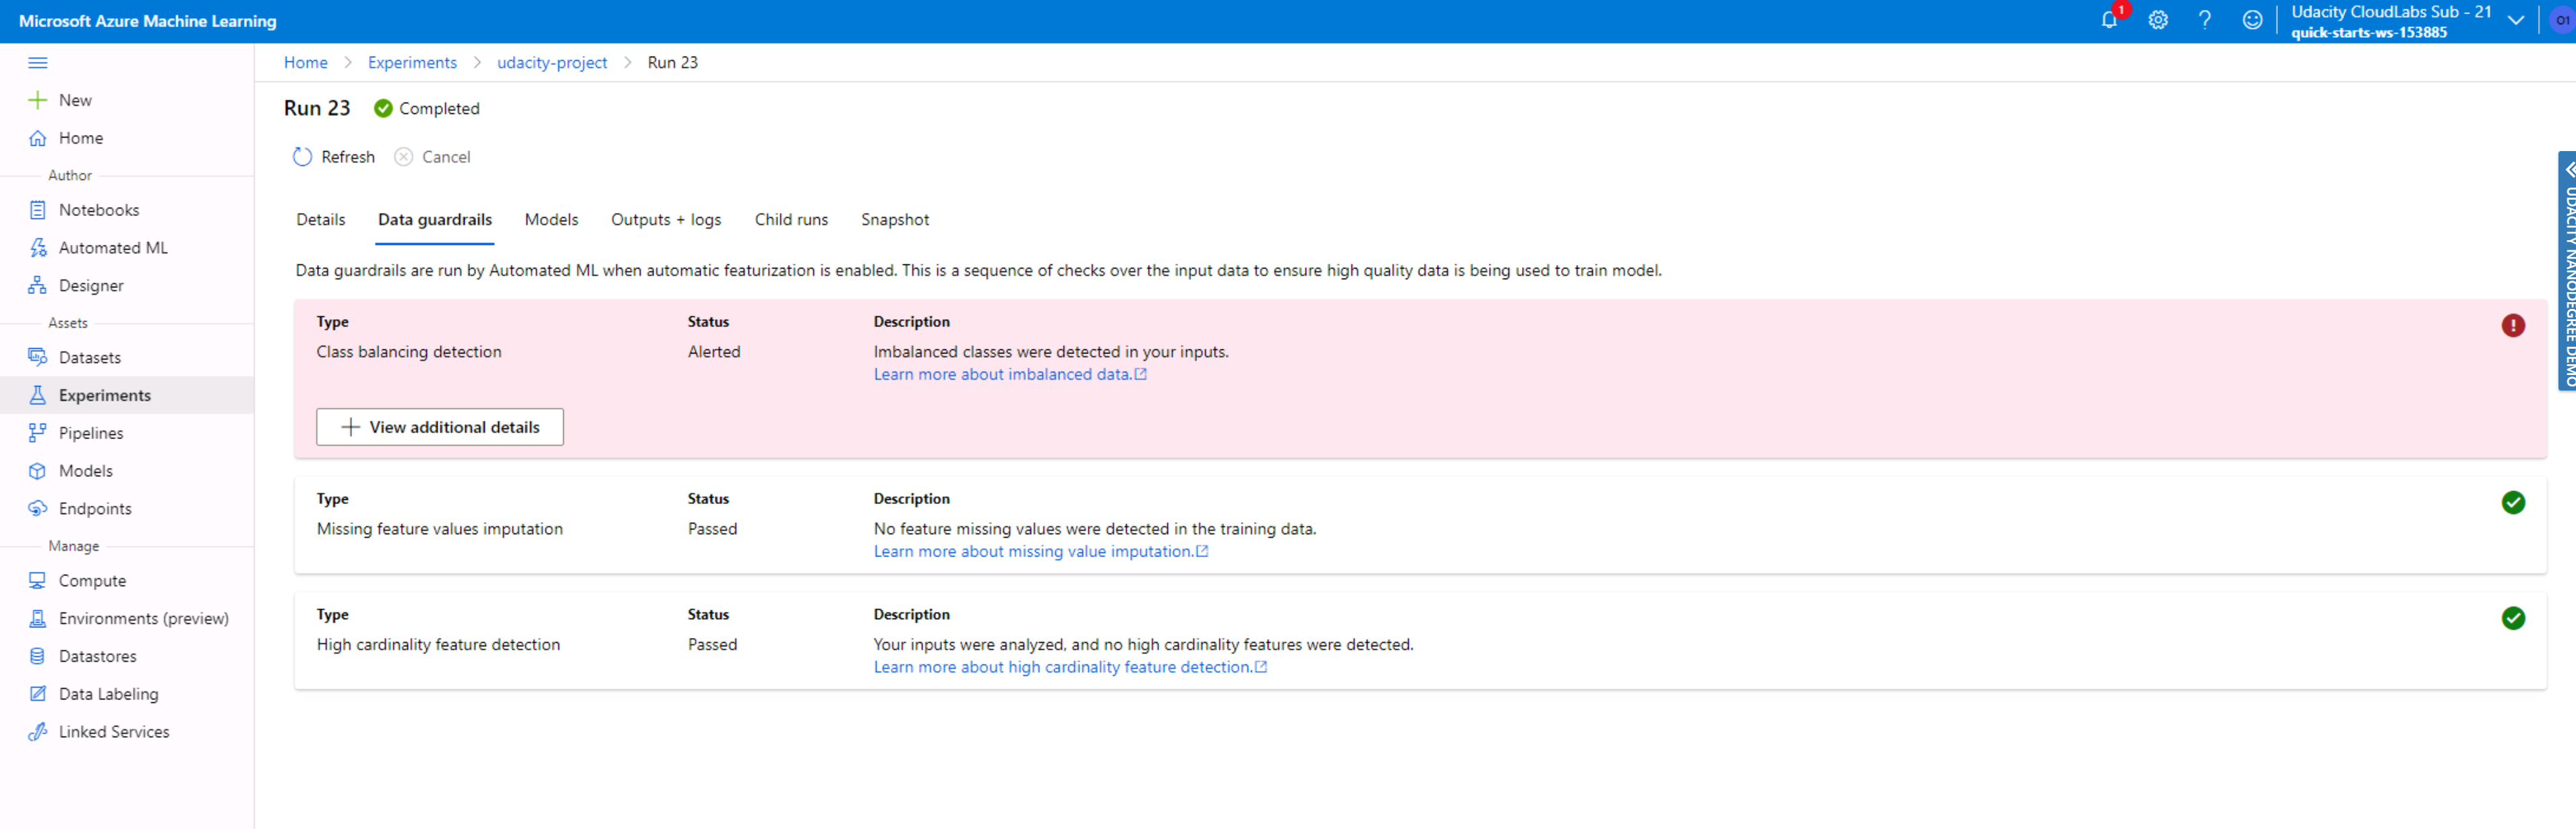 Microsoft Azure Machine Learning
1
Udacity CloudLabs Sub - 21
quick-starts-ws-153885
O1
New
Home
Author
Notebooks
Automated ML
Designer
Assets
Datasets
Experiments
Pipelines
Models
Endpoints
Manage
Compute
Environments (preview)
Datastores
Data Labeling
Linked Services
Home > Experiments > udacity-project > Run 23
Run 23 Completed
Refresh Cancel
Details Data guardrails Models Outputs + logs Child runs Snapshot
Data guardrails are run by Automated ML when automatic featurization is enabled. This is a sequence of checks over the input data to ensure high quality data is being used to train model.
Type Status Description
Class balancing detection Alerted Imbalanced classes were detected in your inputs.
Learn more about imbalanced data.
View additional details
Type Status Description
Missing feature values imputation Passed No feature missing values were detected in the training data.
Learn more about missing value imputation.
Type Status Description
High cardinality feature detection Passed Your inputs were analyzed, and no high cardinality features were detected.
Learn more about high cardinality feature detection.
UDACITY NANODEGREE DEMO